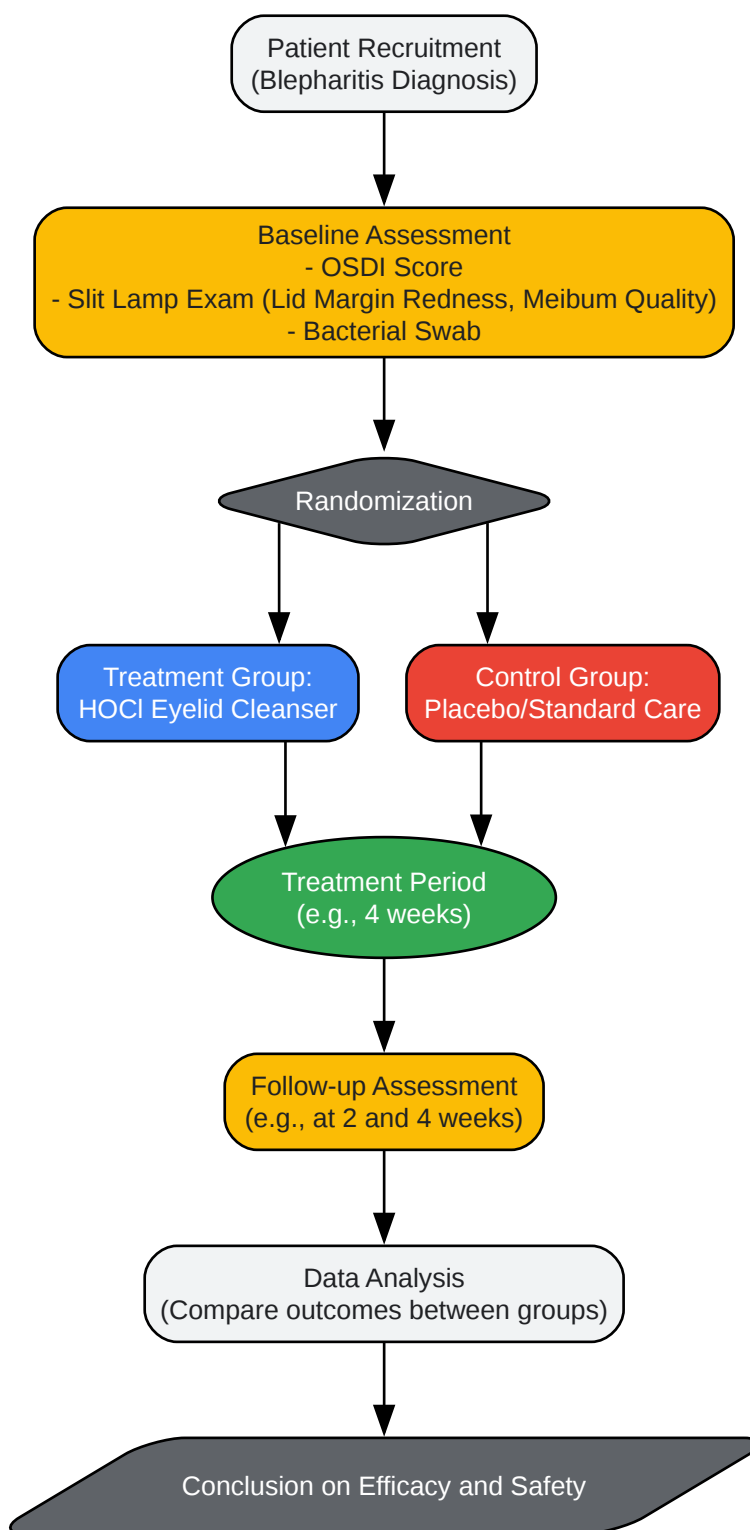 Patient Recruitment
(Blepharitis Diagnosis)
Baseline Assessment
- OSDI Score
- Slit Lamp Exam (Lid Margin Redness, Meibum Quality)
- Bacterial Swab
Randomization
Treatment Group:
HOCl Eyelid Cleanser
Control Group:
Placebo/Standard Care
Treatment Period
(e.g., 4 weeks)
Follow-up Assessment
(e.g., at 2 and 4 weeks)
Data Analysis
(Compare outcomes between groups)
Conclusion on Efficacy and Safety